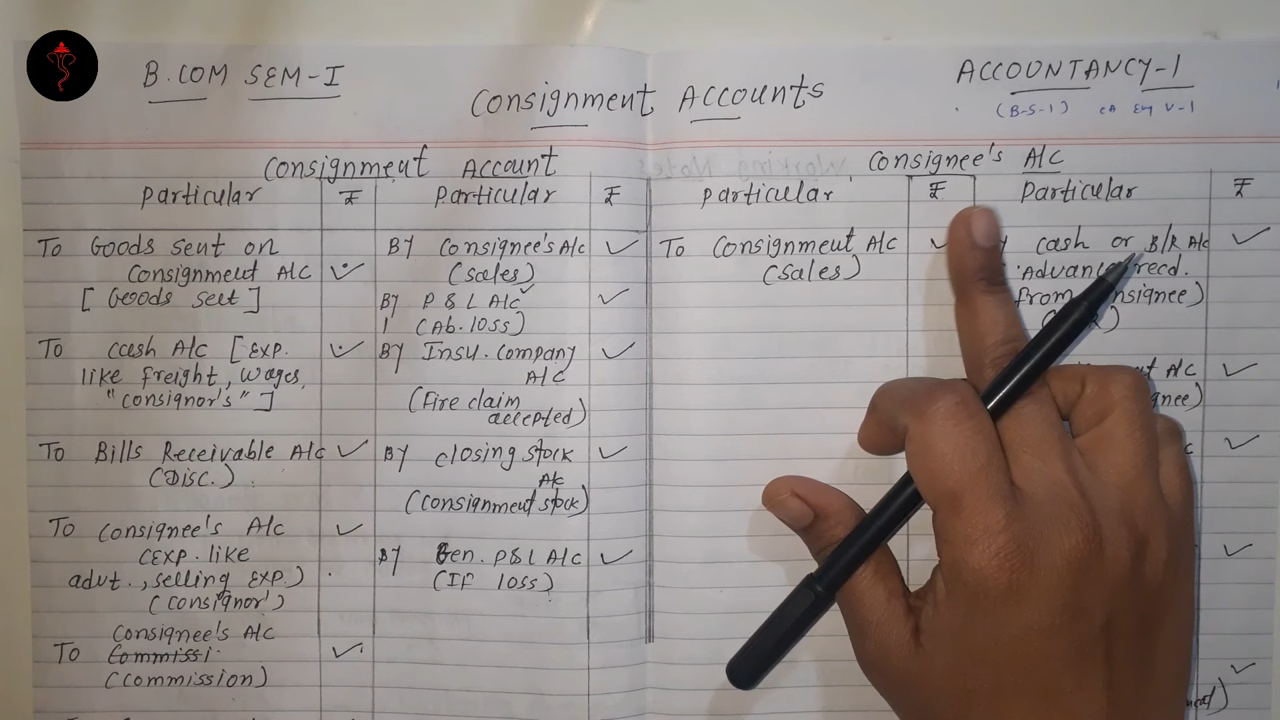 B.COM SEM-I
ACCOUNTANCY-1
Consignment Accounts
Consignment Account
Particular ₹ Particular ₹
To Goods sent on
Consignment A/c
[Goods sent]
To cash A/c [EXP.
like freight, wages,
"consignor's"]
To Bills Receivable A/c
(Disc.)
To consignee's A/c
(EXP. like
advt., selling EXP.)
(consignor)
Consignee's A/c
To Commissi
(commission)
By Consignee's A/c
(sales)
By P & L A/c
(Ab. loss)
By Insu. company
A/c
(Fire claim
accepted)
By closing stock
A/c
(consignment stock)
By Gen. P&L A/c
(IF loss)
Consignee's A/c
Particular ₹ Particular ₹
To Consignment A/c
(sales)
cash or B/R A/c
recd.
from
A/c